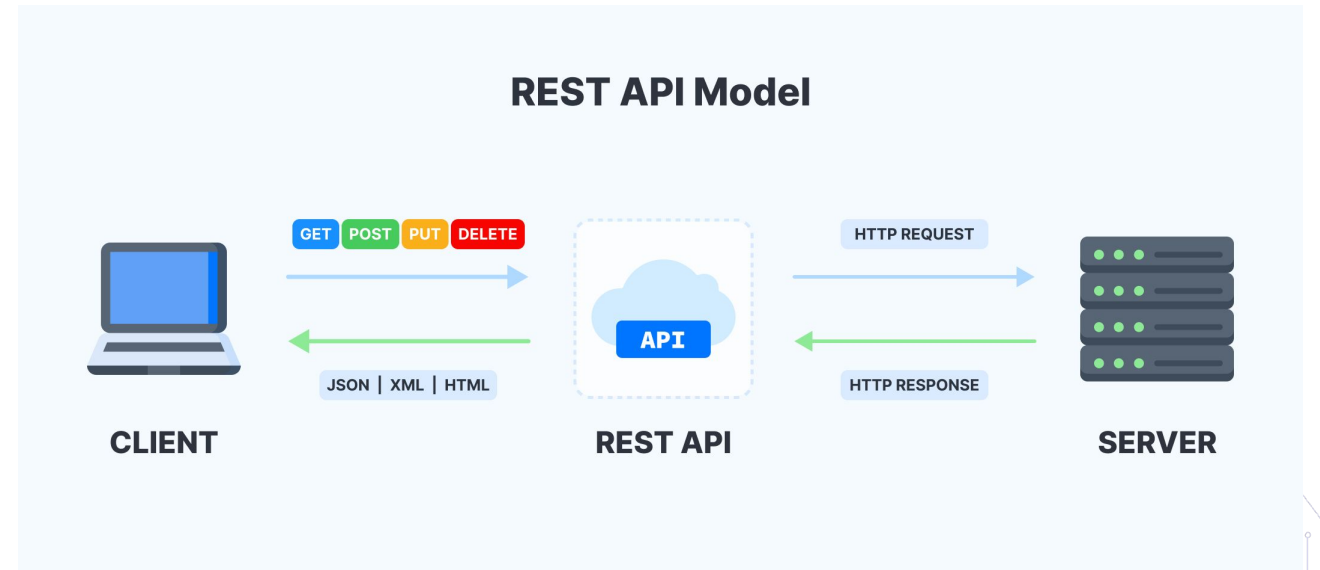 REST API Model
GET POST PUT DELETE
HTTP REQUEST
API
JSON | XML | HTML
HTTP RESPONSE
CLIENT
REST API
SERVER